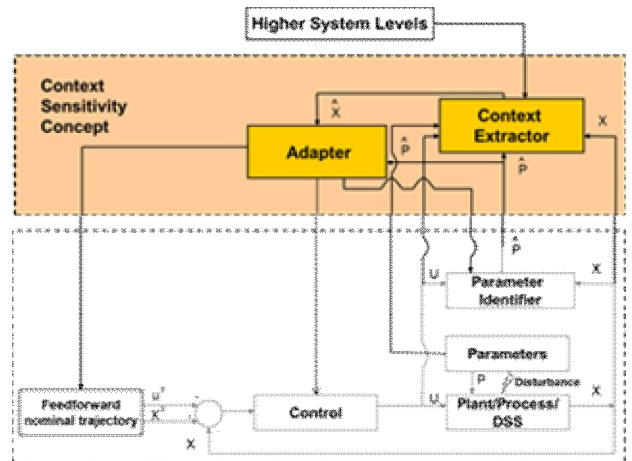 Higher System Levels
Context
Sensitivity
Concept
Context
Extractor
X
X̂
Adapter
P̂
P̂
P̂
U
Parameter
Identifier
X
Parameters
P
Disturbance
Feedforward
nominal trajectory
X
Control
U
Plant/Process/
DSS
X